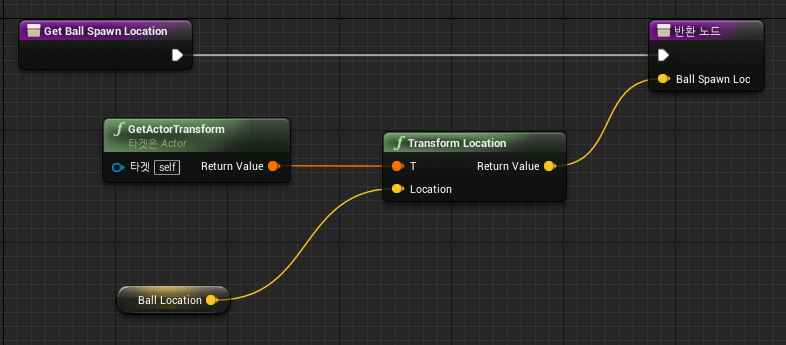 Get Ball Spawn Location
반환 노드
Ball Spawn Loc
GetActorTransform
타겟은 Actor
타겟 self
Return Value
Transform Location
T
Return Value
Location
Ball Location